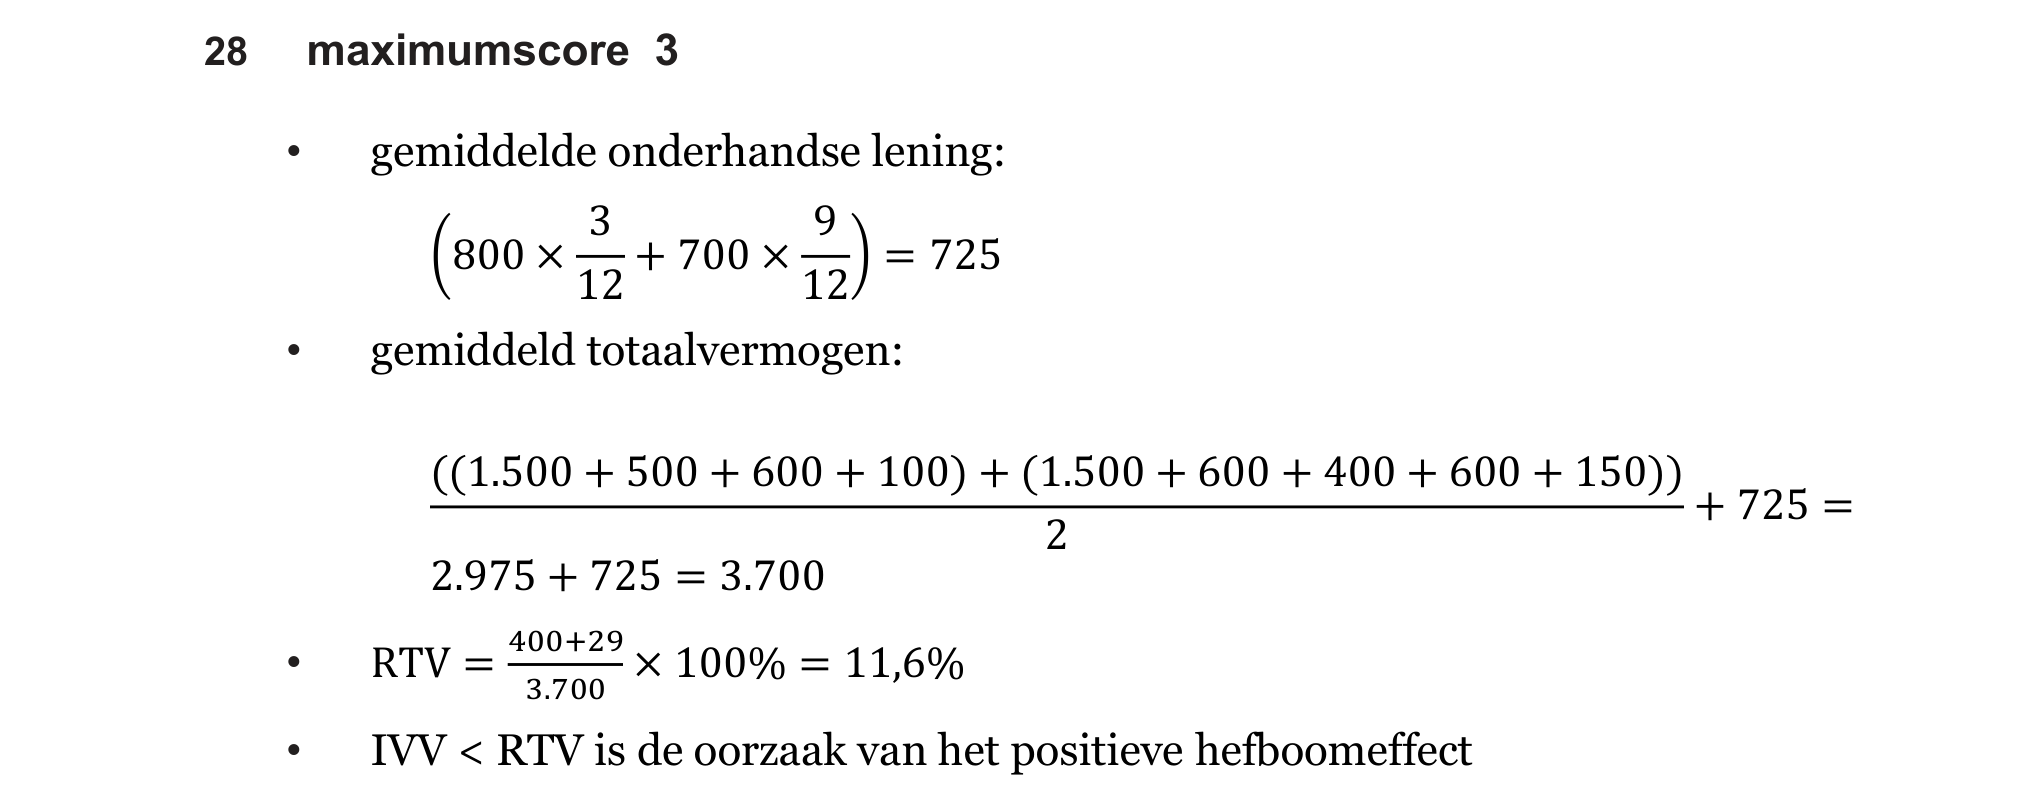 28 maximumscore 3
• gemiddelde onderhandse lening:
(800 × 3/12 + 700 × 9/12) = 725
• gemiddeld totaalvermogen:
((1.500 + 500 + 600 + 100) + (1.500 + 600 + 400 + 600 + 150))/2 + 725 =
2.975 + 725 = 3.700
• RTV = 400+29/3.700 × 100% = 11,6%
• IVV < RTV is de oorzaak van het positieve hefboomeffect